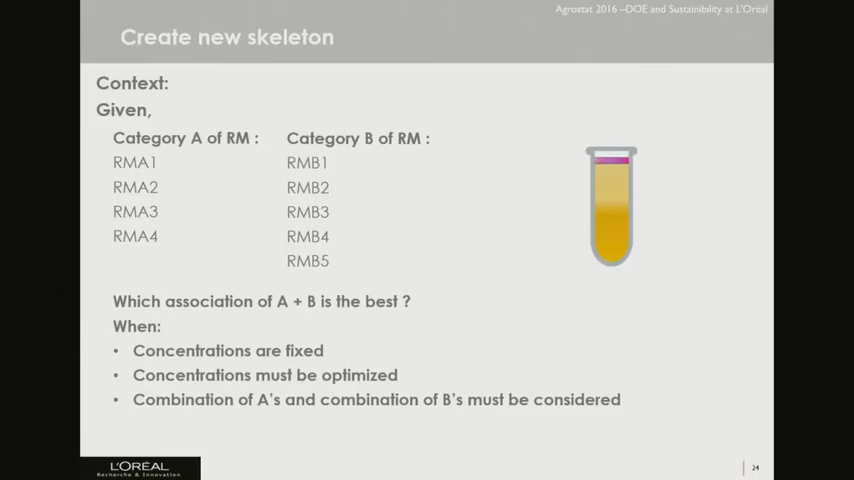 Agrostat 2016 –DOE and Sustainibility at L'Oréal
Create new skeleton
Context:
Given,
Category A of RM :
RMA1
RMA2
RMA3
RMA4
Category B of RM :
RMB1
RMB2
RMB3
RMB4
RMB5
Which association of A + B is the best ?
When:
• Concentrations are fixed
• Concentrations must be optimized
• Combination of A's and combination of B's must be considered
L'ORÉAL
Recherche & Innovation
24